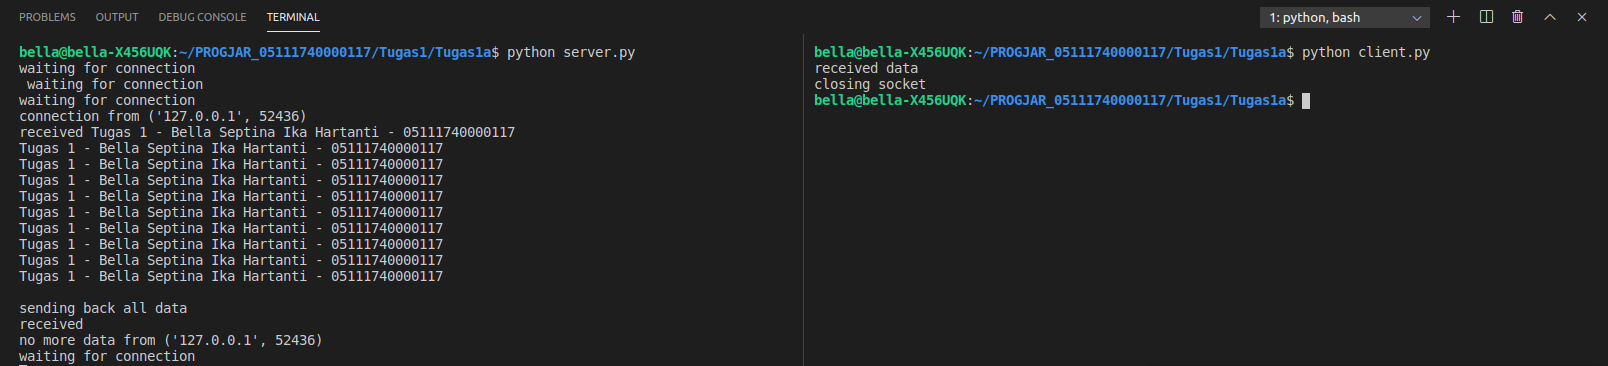 PROBLEMS OUTPUT DEBUG CONSOLE TERMINAL 1: python, bash
bella@bella-X456UQK:~/PROGJAR_05111740000117/Tugas1/Tugas1a$ python server.py
waiting for connection
 waiting for connection
waiting for connection
connection from ('127.0.0.1', 52436)
received Tugas 1 - Bella Septina Ika Hartanti - 05111740000117
Tugas 1 - Bella Septina Ika Hartanti - 05111740000117
Tugas 1 - Bella Septina Ika Hartanti - 05111740000117
Tugas 1 - Bella Septina Ika Hartanti - 05111740000117
Tugas 1 - Bella Septina Ika Hartanti - 05111740000117
Tugas 1 - Bella Septina Ika Hartanti - 05111740000117
Tugas 1 - Bella Septina Ika Hartanti - 05111740000117
Tugas 1 - Bella Septina Ika Hartanti - 05111740000117
Tugas 1 - Bella Septina Ika Hartanti - 05111740000117
Tugas 1 - Bella Septina Ika Hartanti - 05111740000117
sending back all data
received
no more data from ('127.0.0.1', 52436)
waiting for connection
bella@bella-X456UQK:~/PROGJAR_05111740000117/Tugas1/Tugas1a$ python client.py
received data
closing socket
bella@bella-X456UQK:~/PROGJAR_05111740000117/Tugas1/Tugas1a$